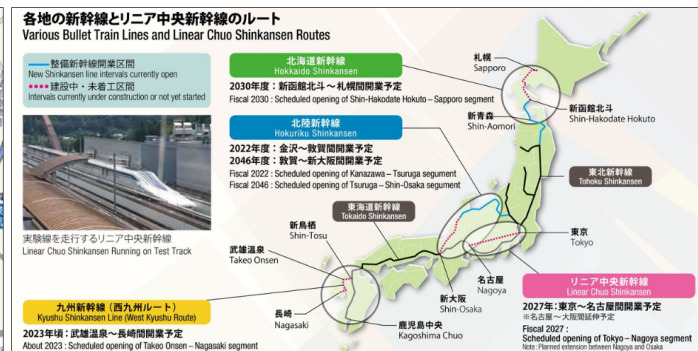 各地の新幹線とリニア中央新幹線のルート
Various Bullet Train Lines and Linear Chuo Shinkansen Routes
整備新幹線開業区間
New Shinkansen line intervals currently open
建設中・未着工区間
Intervals currently under construction or not yet started
実験線を走行するリニア中央新幹線
Linear Chuo Shinkansen Running on Test Track
北海道新幹線
Hokkaido Shinkansen
2030年度：新函館北斗～札幌間開業予定
Fiscal 2030 : Scheduled opening of Shin-Hakodate Hokuto – Sapporo segment
北陸新幹線
Hokuriku Shinkansen
2022年度：金沢～敦賀間開業予定
2046年度：敦賀～新大阪間開業予定
Fiscal 2022 : Scheduled opening of Kanazawa – Tsuruga segument
Fiscal 2046 : Scheduled opening of Tsuruga – Shin-Osaka segument
札幌
Sapporo
新函館北斗
Shin-Hakodate Hokuto
新青森
Shin-Aomori
東北新幹線
Tohoku Shinkansen
東海道新幹線
Tokaido Shinkansen
新鳥栖
Shin-Tosu
武雄温泉
Takeo Onsen
東京
Tokyo
名古屋
Nagoya
新大阪
Shin-Osaka
長崎
Nagasaki
鹿児島中央
Kagoshima Chuo
九州新幹線（西九州ルート）
Kyushu Shinkansen Line (West Kyushu Route)
2023年頃：武雄温泉～長崎間開業予定
About 2023 : Scheduled opening of Takeo Onsen – Nagasaki segment
リニア中央新幹線
Linear Chuo Shinkansen
2027年：東京～名古屋間開業予定
※名古屋～大阪間延伸予定
Fiscal 2027 :
Scheduled opening of Tokyo – Nagoya segment
Note: Planned extension between Nagoya and Osaka